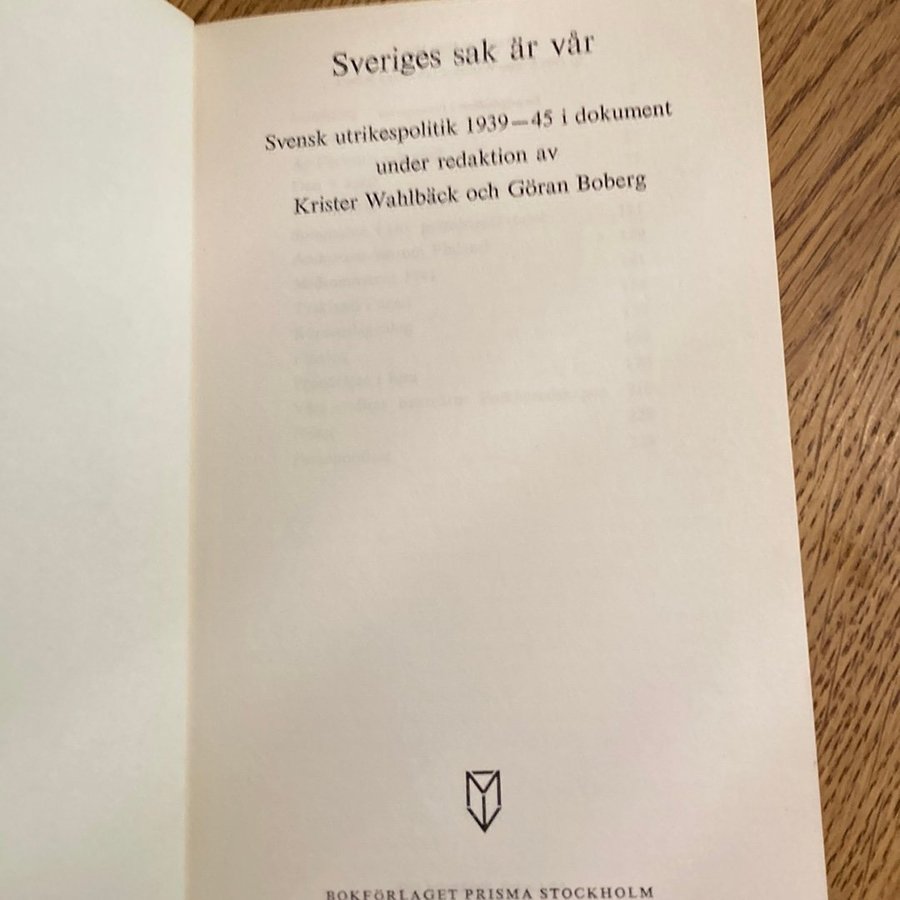 Sveriges sak är vår
Svensk utrikespolitik 1939—45 i dokument
under redaktion av
Krister Wahlbäck och Göran Boberg
BOKFÖRLAGET PRISMA STOCKHOLM